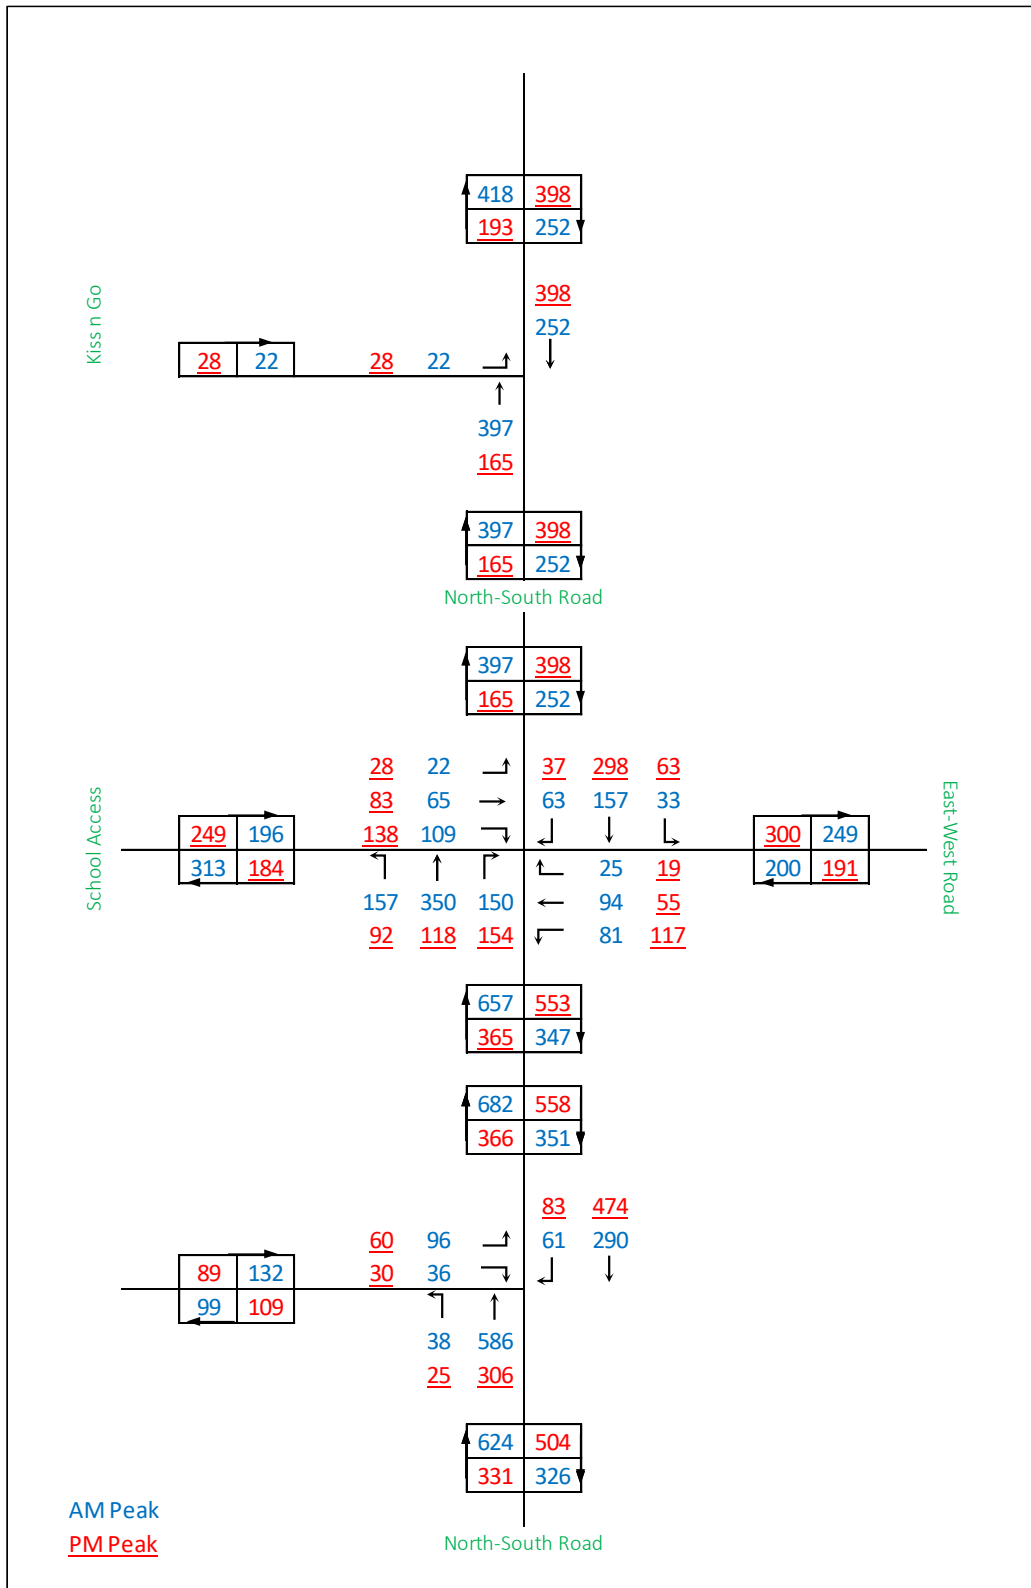 418 398
193 252
398
252
Kiss n Go
28 22 28 22
397
165
397 398
165 252
North-South Road
397 398
165 252
28 22 37 298 63
83 65 63 157 33
School Access
East-West Road
249 196 138 109 300 249
313 184 25 19 200 191
157 350 150 94 55
92 118 154 81 117
657 553
365 347
682 558
366 351
83 474
60 96 61 290
89 132 30 36
99 109
38 586
25 306
624 504
331 326
AM Peak
PM Peak
North-South Road